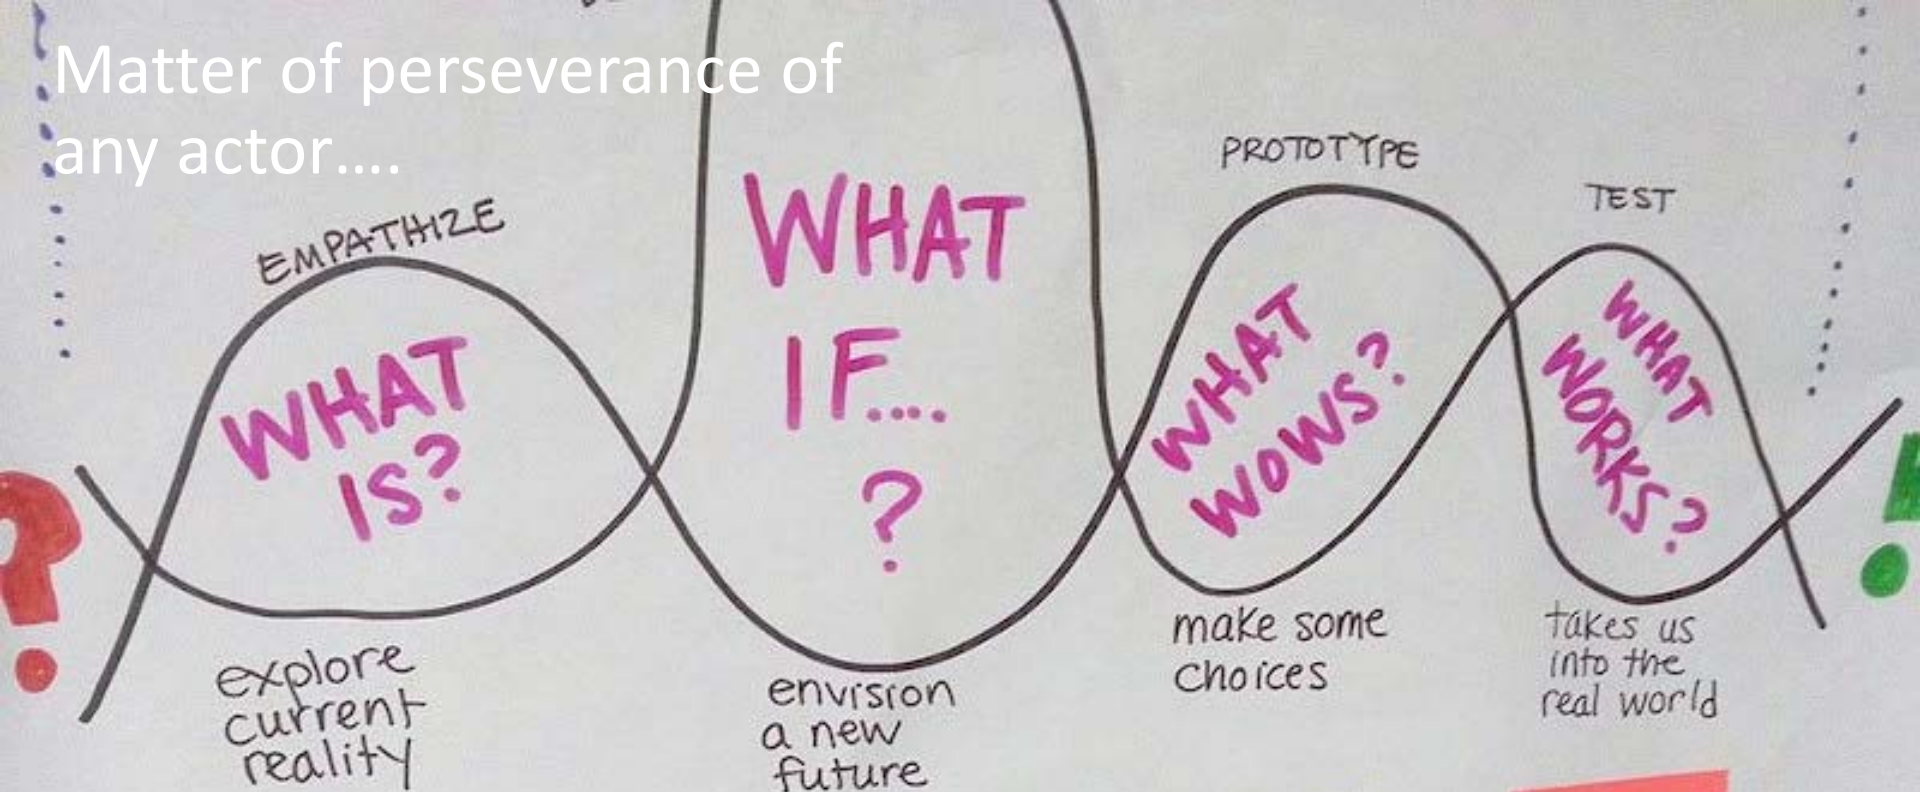 Matter of perseverance of
any actor....
EMPATHIZE
WHAT
IS?
explore
current
reality
WHAT
IF....
?
envision
a new
future
PROTOTYPE
WHAT
WOWS?
make some
choices
TEST
WHAT
WORKS?
takes us
into the
real world
?
!